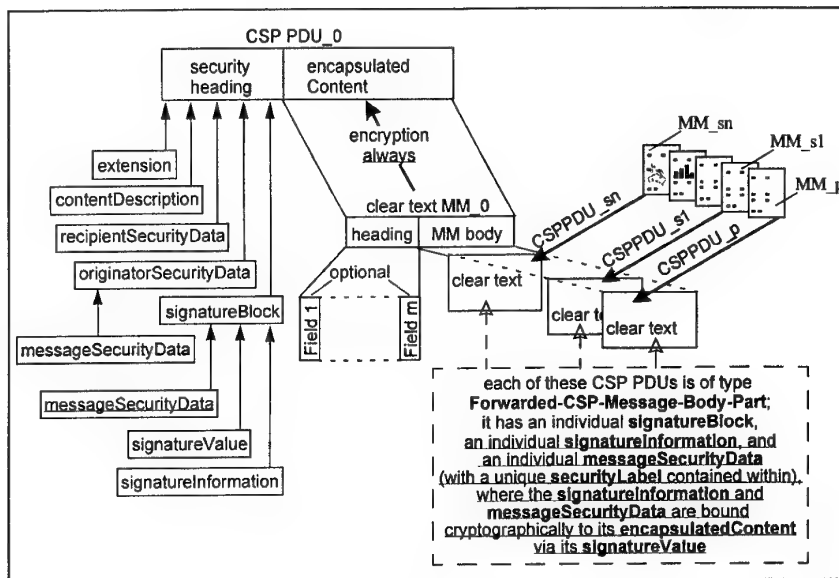 CSP PDU_0
security
heading
encapsulated
Content
encryption
always
MM_sn
MM_s1
MM_p
extension
contentDescription
clear text MM_0
recipientSecurityData
heading
MM body
CSPPDU_sn
CSPPDU_s1
CSPPDU_p
originatorSecurityData
optional
clear text
signatureBlock
Field 1
Field m
clear te
clear text
messageSecurityData
messageSecurityData
signatureValue
signatureInformation
each of these CSP PDUs is of type
Forwarded-CSP-Message-Body-Part;
it has an individual signatureBlock,
an individual signatureInformation, and
an individual messageSecurityData
(with a unique securityLabel contained within),
where the signatureInformation and
messageSecurityData are bound
cryptographically to its encapsulatedContent
via its signatureValue